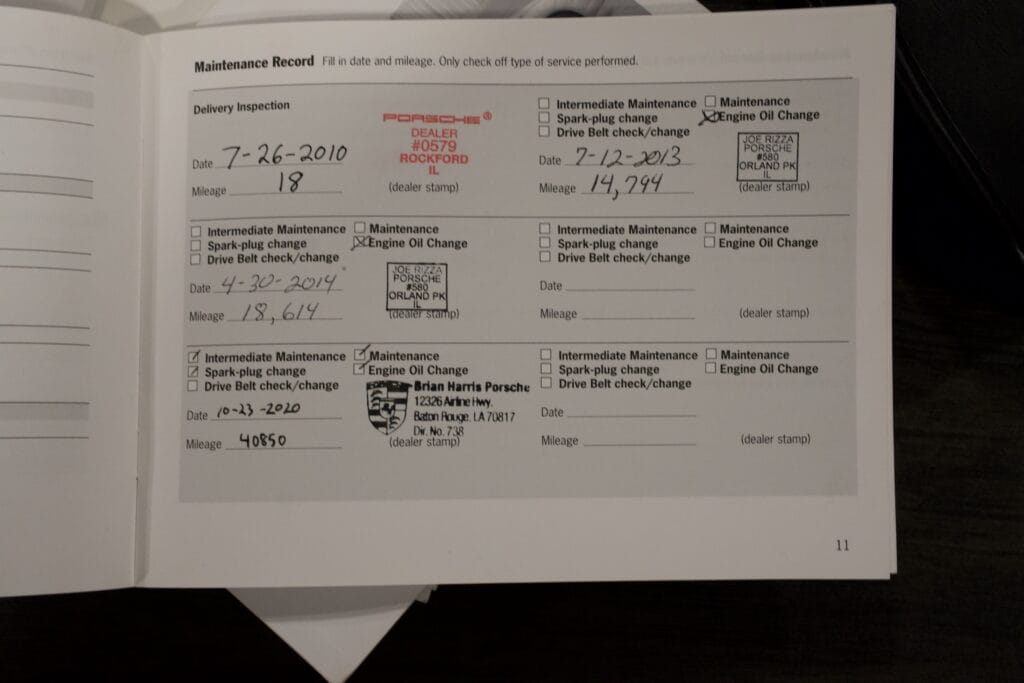 Maintenance Record Fill in date and mileage. Only check off type of service performed.
Delivery Inspection
PORSCHE®
DEALER
#0579
ROCKFORD
IL
Date 7-26-2010
Mileage 18
(dealer stamp)
Intermediate Maintenance Maintenance
Spark-plug change Engine Oil Change
Drive Belt check/change
JOE RIZZA
PORSCHE
#580
ORLAND PK
IL
Date 7-12-2013
Mileage 14,794
(dealer stamp)
Intermediate Maintenance Maintenance
Spark-plug change Engine Oil Change
Drive Belt check/change
JOE RIZZA
PORSCHE
#580
ORLAND PK
IL
Date 4-30-2014
Mileage 18,614
(dealer stamp)
Intermediate Maintenance Maintenance
Spark-plug change Engine Oil Change
Drive Belt check/change
Date
Mileage (dealer stamp)
Intermediate Maintenance Maintenance
Spark-plug change Engine Oil Change
Drive Belt check/change
Brian Harris Porsche
12326 Airline Hwy.
Baton Rouge, LA 70817
Dlr. No. 738
Date 10-23-2020
Mileage 40850
(dealer stamp)
Intermediate Maintenance Maintenance
Spark-plug change Engine Oil Change
Drive Belt check/change
Date
Mileage (dealer stamp)
11